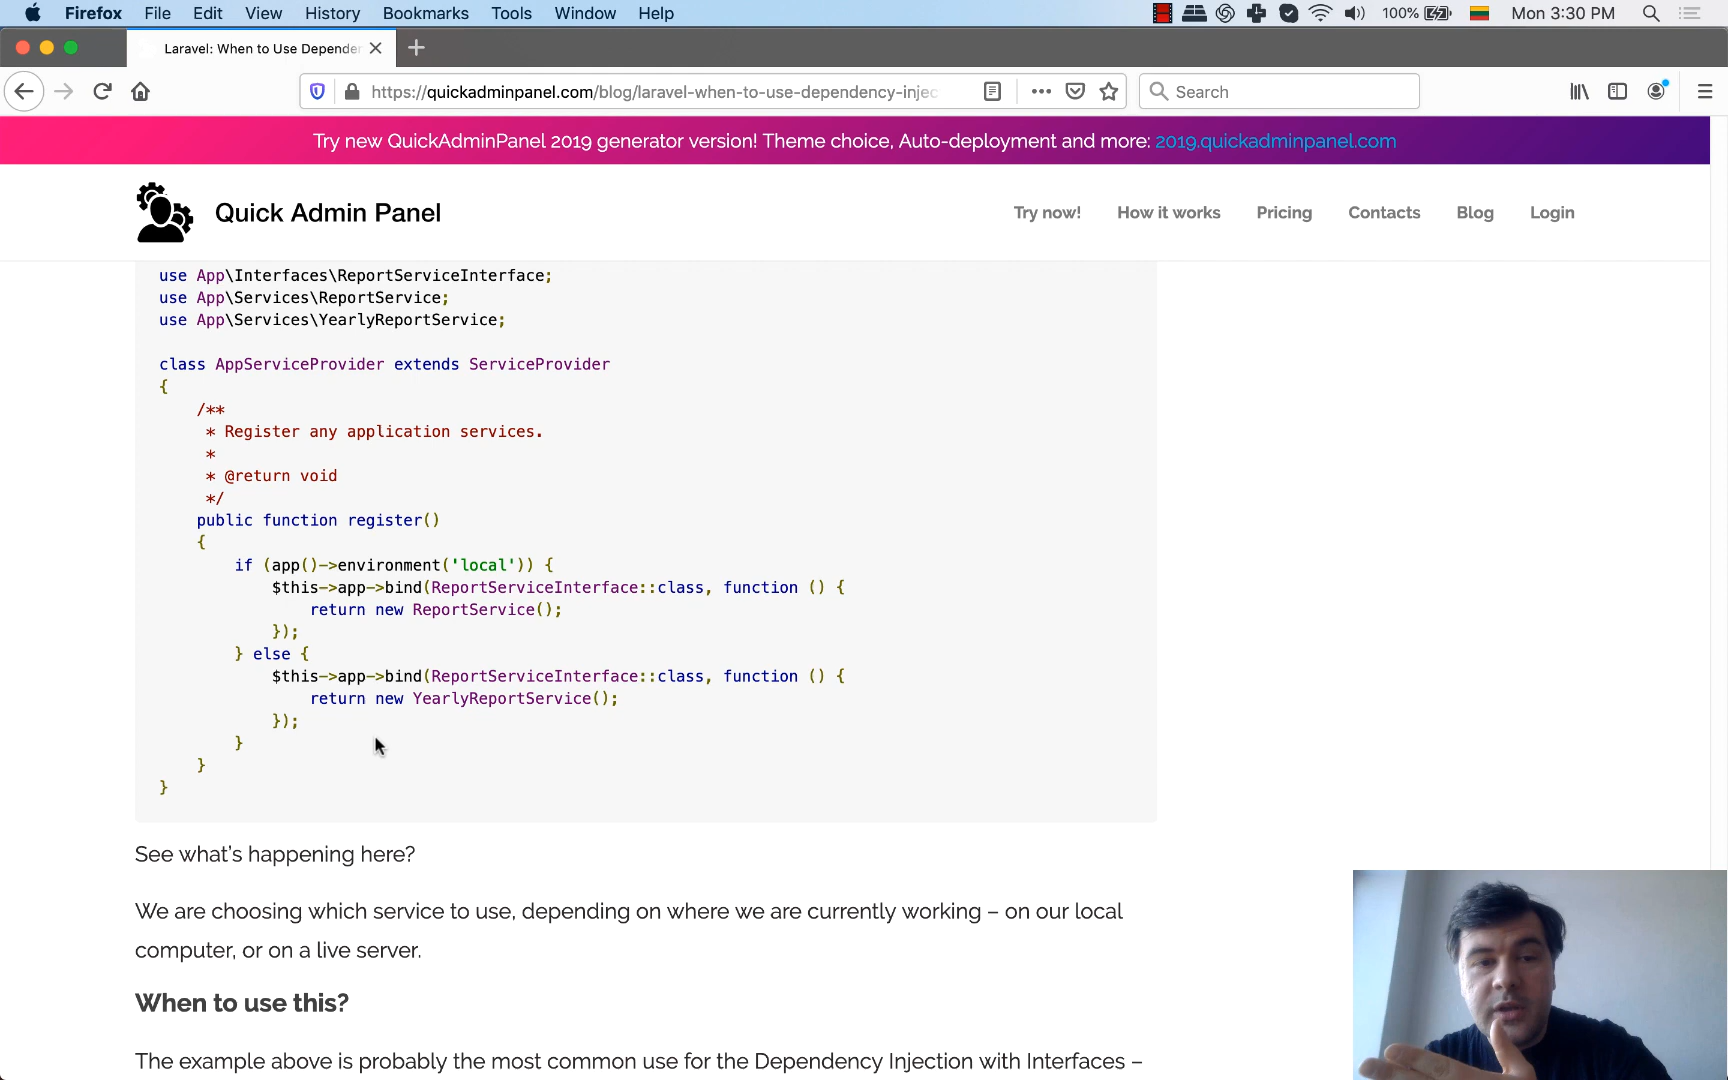 Firefox File Edit View History Bookmarks Tools Window Help 100% Mon 3:30 PM
Laravel: When to Use Depender
https://quickadminpanel.com/blog/laravel-when-to-use-dependency-injec Search
Try new QuickAdminPanel 2019 generator version! Theme choice, Auto-deployment and more: 2019.quickadminpanel.com
Quick Admin Panel Try now! How it works Pricing Contacts Blog Login
use App\Interfaces\ReportServiceInterface;
use App\Services\ReportService;
use App\Services\YearlyReportService;
class AppServiceProvider extends ServiceProvider
{
/**
* Register any application services.
*
* @return void
*/
public function register()
{
if (app()->environment('local')) {
$this->app->bind(ReportServiceInterface::class, function () {
return new ReportService();
});
} else {
$this->app->bind(ReportServiceInterface::class, function () {
return new YearlyReportService();
});
}
}
}
See what's happening here?
We are choosing which service to use, depending on where we are currently working – on our local
computer, or on a live server.
When to use this?
The example above is probably the most common use for the Dependency Injection with Interfaces –